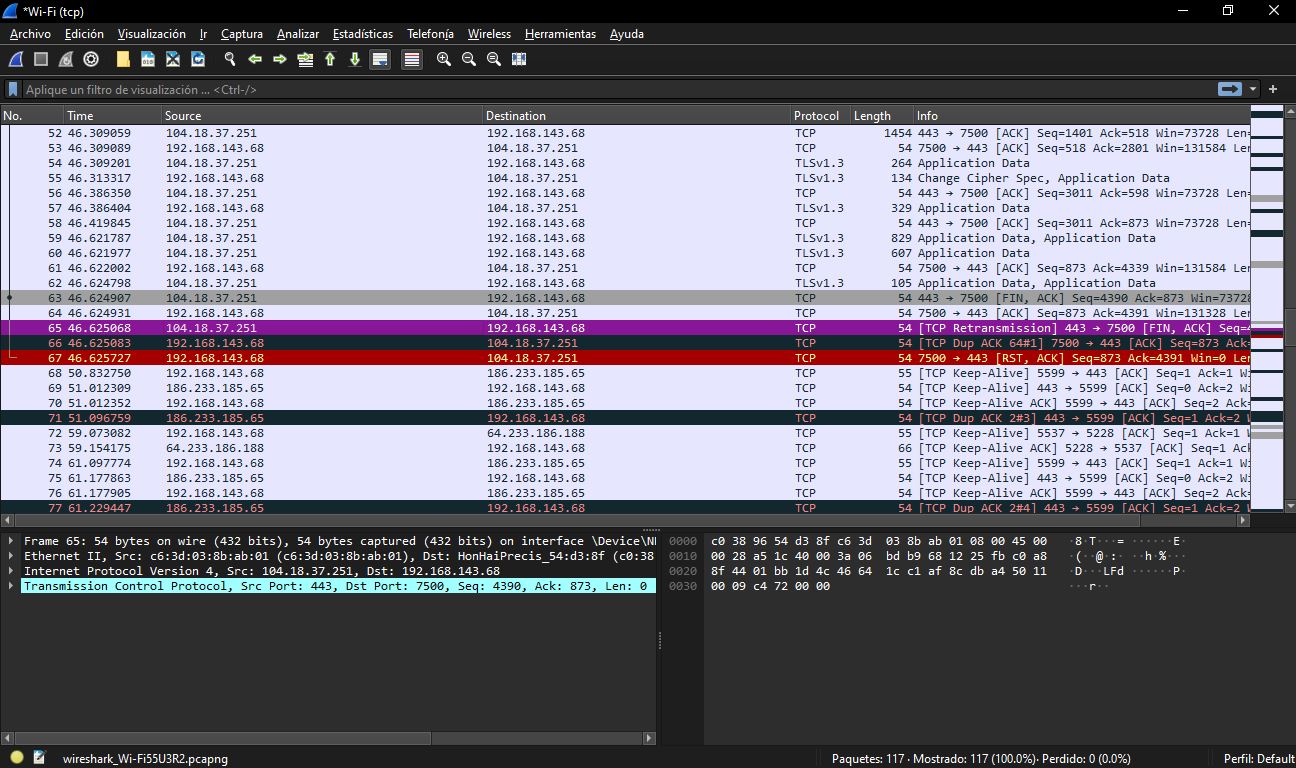 *Wi-Fi (tcp)
Archivo Edición Visualización Ir Captura Analizar Estadísticas Telefonía Wireless Herramientas Ayuda
Aplique un filtro de visualización ... <Ctrl-/>
No. Time Source Destination Protocol Length Info
52 46.309059 104.18.37.251 192.168.143.68 TCP 1454 443 → 7500 [ACK] Seq=1401 Ack=518 Win=73728 Len=
53 46.309089 192.168.143.68 104.18.37.251 TCP 54 7500 → 443 [ACK] Seq=518 Ack=2801 Win=131584 Le
54 46.309201 104.18.37.251 192.168.143.68 TLSv1.3 264 Application Data
55 46.313317 192.168.143.68 104.18.37.251 TLSv1.3 134 Change Cipher Spec, Application Data
56 46.386350 104.18.37.251 192.168.143.68 TCP 54 443 → 7500 [ACK] Seq=3011 Ack=598 Win=73728 Len=
57 46.386404 192.168.143.68 104.18.37.251 TLSv1.3 329 Application Data
58 46.419845 104.18.37.251 192.168.143.68 TCP 54 443 → 7500 [ACK] Seq=3011 Ack=873 Win=73728 Len=
59 46.621787 104.18.37.251 192.168.143.68 TLSv1.3 829 Application Data, Application Data
60 46.621977 104.18.37.251 192.168.143.68 TLSv1.3 607 Application Data
61 46.622002 192.168.143.68 104.18.37.251 TCP 54 7500 → 443 [ACK] Seq=873 Ack=4339 Win=131584 Le
62 46.624798 104.18.37.251 192.168.143.68 TLSv1.3 105 Application Data, Application Data
63 46.624907 104.18.37.251 192.168.143.68 TCP 54 443 → 7500 [FIN, ACK] Seq=4390 Ack=873 Win=73728
64 46.624931 192.168.143.68 104.18.37.251 TCP 54 7500 → 443 [ACK] Seq=873 Ack=4391 Win=131328 Le
65 46.625068 104.18.37.251 192.168.143.68 TCP 54 [TCP Retransmission] 443 → 7500 [FIN, ACK] Seq=4
66 46.625083 192.168.143.68 104.18.37.251 TCP 54 [TCP Dup ACK 64#1] 7500 → 443 [ACK] Seq=873 Ack=
67 46.625727 192.168.143.68 104.18.37.251 TCP 54 7500 → 443 [RST, ACK] Seq=873 Ack=4391 Win=0 Le
68 50.832750 192.168.143.68 186.233.185.65 TCP 55 [TCP Keep-Alive] 5599 → 443 [ACK] Seq=1 Ack=1 W
69 51.012309 186.233.185.65 192.168.143.68 TCP 54 [TCP Keep-Alive] 443 → 5599 [ACK] Seq=0 Ack=2 W
70 51.012352 192.168.143.68 186.233.185.65 TCP 54 [TCP Keep-Alive ACK] 5599 → 443 [ACK] Seq=2 Ack=
71 51.096759 186.233.185.65 192.168.143.68 TCP 54 [TCP Dup ACK 2#3] 443 → 5599 [ACK] Seq=1 Ack=2 W
72 59.073082 192.168.143.68 64.233.186.188 TCP 55 [TCP Keep-Alive] 5537 → 5228 [ACK] Seq=1 Ack=1
73 59.154175 64.233.186.188 192.168.143.68 TCP 66 [TCP Keep-Alive ACK] 5228 → 5537 [ACK] Seq=1 Ac
74 61.097774 192.168.143.68 186.233.185.65 TCP 55 [TCP Keep-Alive] 5599 → 443 [ACK] Seq=1 Ack=1 W
75 61.177863 186.233.185.65 192.168.143.68 TCP 54 [TCP Keep-Alive] 443 → 5599 [ACK] Seq=0 Ack=2 W
76 61.177905 192.168.143.68 186.233.185.65 TCP 54 [TCP Keep-Alive ACK] 5599 → 443 [ACK] Seq=2 Ack=
77 61.229447 186.233.185.65 192.168.143.68 TCP 54 [TCP Dup ACK 2#4] 443 → 5599 [ACK] Seq=1 Ack=2 W
Frame 65: 54 bytes on wire (432 bits), 54 bytes captured (432 bits) on interface \Device\N
Ethernet II, Src: c6:3d:03:8b:ab:01 (c6:3d:03:8b:ab:01), Dst: HonHaiPrecis_54:d3:8f (c0:38
Internet Protocol Version 4, Src: 104.18.37.251, Dst: 192.168.143.68
Transmission Control Protocol, Src Port: 443, Dst Port: 7500, Seq: 4390, Ack: 873, Len: 0
0000 c0 38 96 54 d3 8f c6 3d 03 8b ab 01 08 00 45 00 ·8·T···= ······E·
0010 00 28 a5 1c 40 00 3a 06 bd b9 68 12 25 fb c0 a8 ·(··@·:· ··h·%···
0020 8f 44 01 bb 1d 4c 46 64 1c c1 af 8c db a4 50 11 ·D···LFd ······P·
0030 00 09 c4 72 00 00 ···r··
wireshark_Wi-Fi55U3R2.pcapng Paquetes: 117 · Mostrado: 117 (100.0%) · Perdido: 0 (0.0%) Perfil: Default